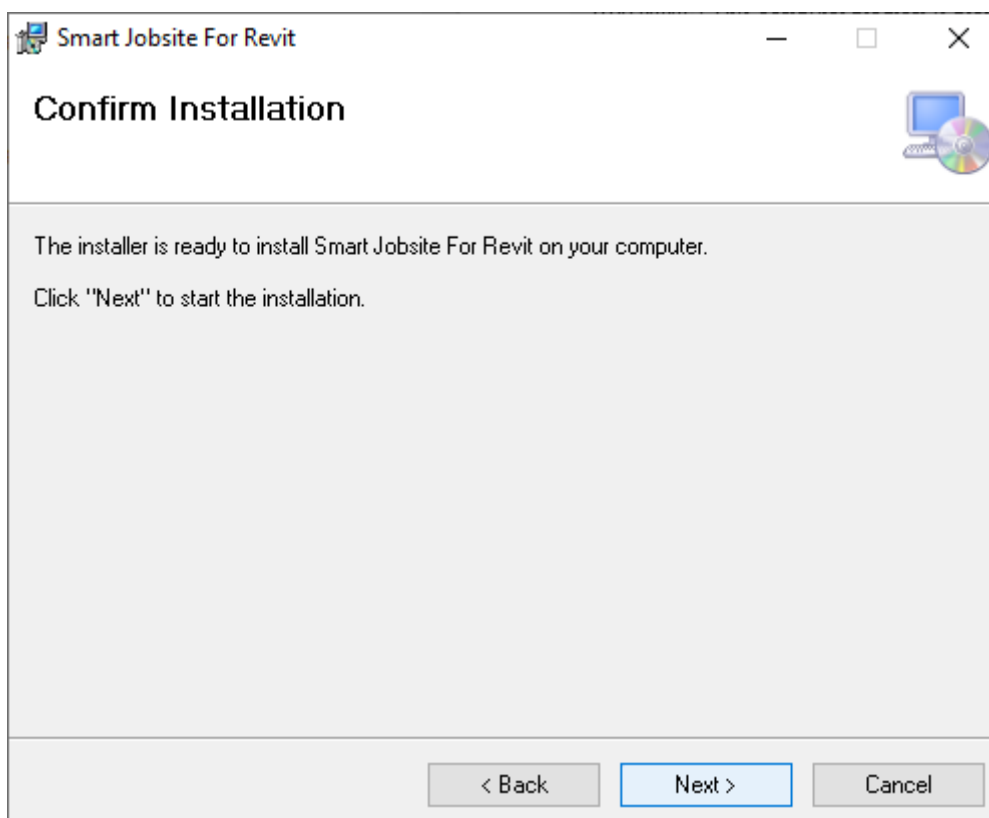 Smart Jobsite For Revit
Confirm Installation
The installer is ready to install Smart Jobsite For Revit on your computer.
Click "Next" to start the installation.
< Back
Next >
Cancel